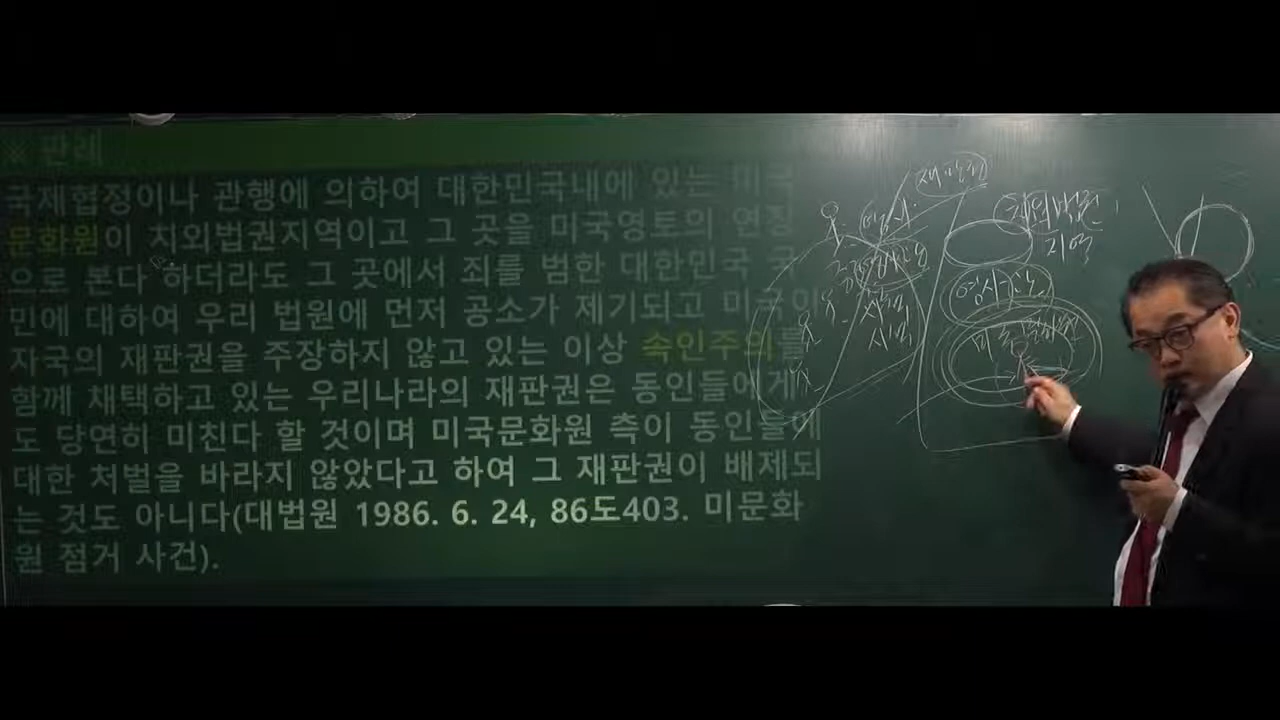 ※ 판례
국제협정이나 관행에 의하여 대한민국내에 있는 미국
문화원이 치외법권지역이고 그 곳을 미국영토의 연장
으로 본다 하더라도 그 곳에서 죄를 범한 대한민국 국
민에 대하여 우리 법원에 먼저 공소가 제기되고 미국이
자국의 재판권을 주장하지 않고 있는 이상 속인주의를
함께 채택하고 있는 우리나라의 재판권은 동인들에게
도 당연히 미친다 할 것이며 미국문화원 측이 동인들에
대한 처벌을 바라지 않았다고 하여 그 재판권이 배제되
는 것도 아니다(대법원 1986. 6. 24, 86도403. 미문화
원 점거 사건).
재판권
치외법권
지역